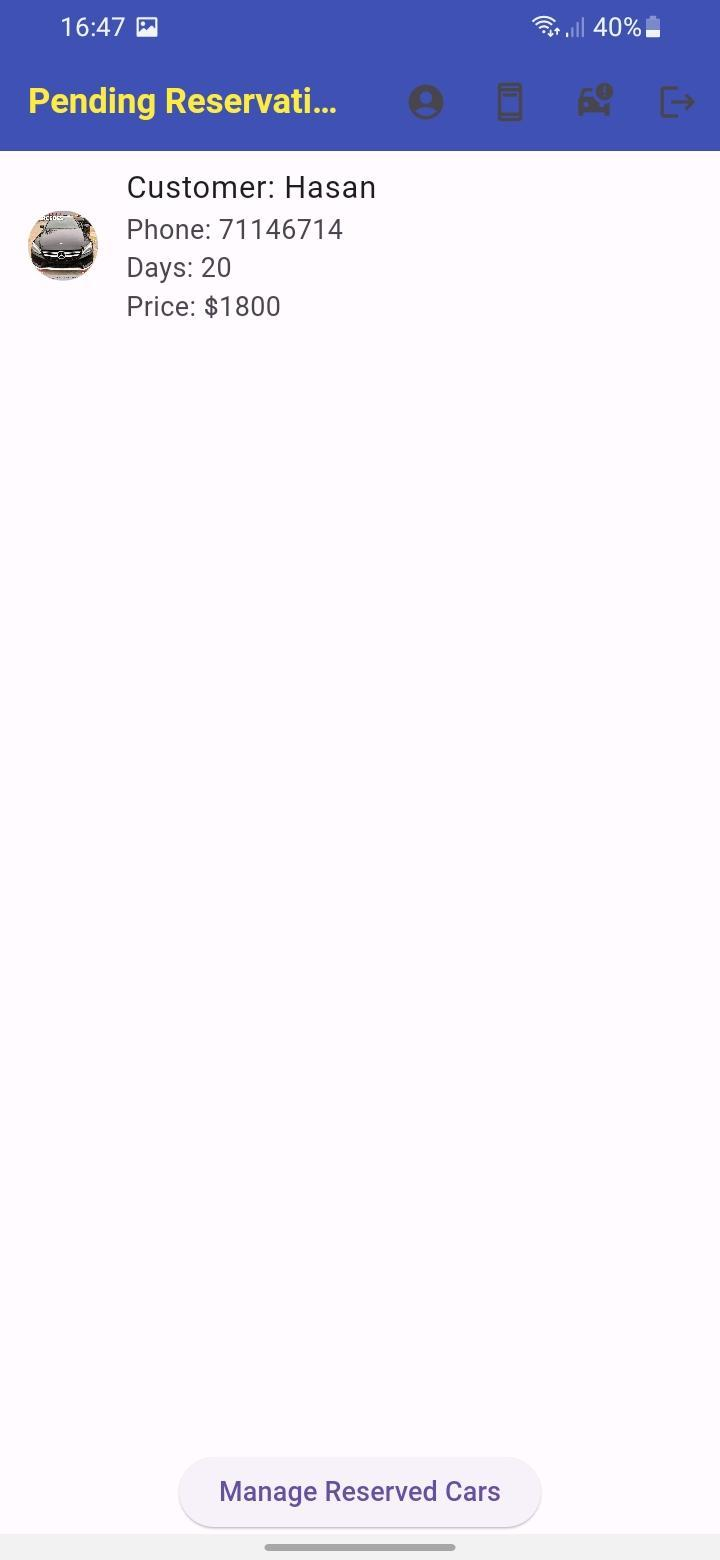 16:47
40%
Pending Reservati...
Customer: Hasan
Phone: 71146714
Days: 20
Price: $1800
Manage Reserved Cars